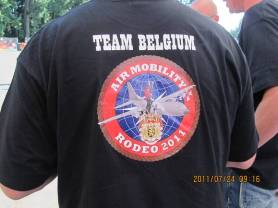 TEAM BELGIUM
AIR MOBILITY
RODEO 2011
2011/07/24 09:16